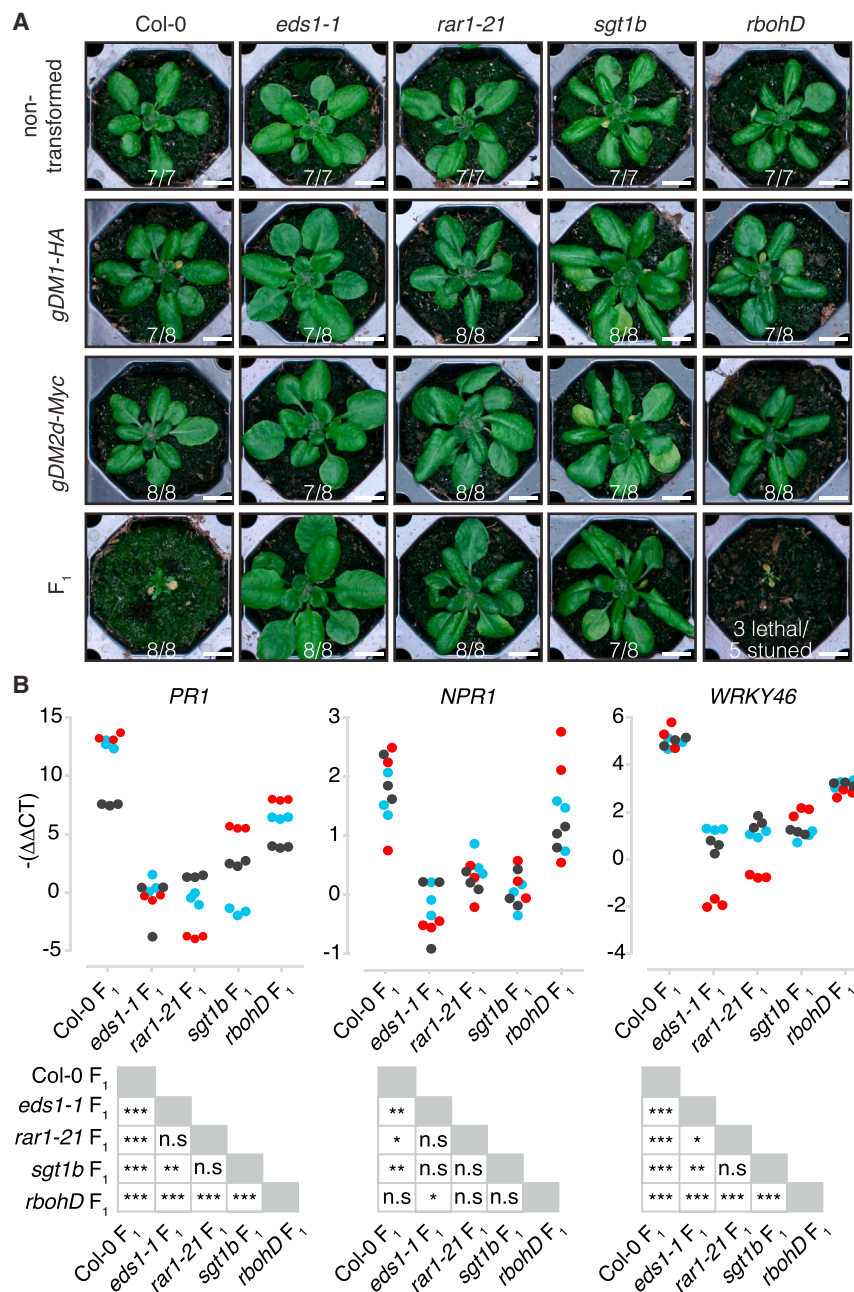 A
Col-0 eds1-1 rar1-21 sgt1b rbohD
non-
transformed
7/7 7/7 7/7 7/7 7/7
gDM1-HA
7/8 7/8 8/8 8/8 7/8
gDM2d-Myc
8/8 7/8 8/8 7/8 8/8
F1
8/8 8/8 8/8 7/8 3 lethal/
5 stuned
B
PR1 NPR1 WRKY46
-(ΔΔCT)
15
10
5
0
-5
3
2
1
0
-1
6
4
2
0
-2
-4
Col-0 F1 eds1-1 F1 rar1-21 F1 sgt1b F1 rbohD F1
Col-0 F1 eds1-1 F1 rar1-21 F1 sgt1b F1 rbohD F1
Col-0 F1 eds1-1 F1 rar1-21 F1 sgt1b F1 rbohD F1
Col-0 F1
eds1-1 F1 *** ** ***
rar1-21 F1 *** n.s * n.s *** *
sgt1b F1 *** ** n.s ** n.s n.s *** ** n.s
rbohD F1 *** *** *** *** n.s * n.s n.s *** *** *** ***
Col-0 F1 eds1-1 F1 rar1-21 F1 sgt1b F1 rbohD F1
Col-0 F1 eds1-1 F1 rar1-21 F1 sgt1b F1 rbohD F1
Col-0 F1 eds1-1 F1 rar1-21 F1 sgt1b F1 rbohD F1